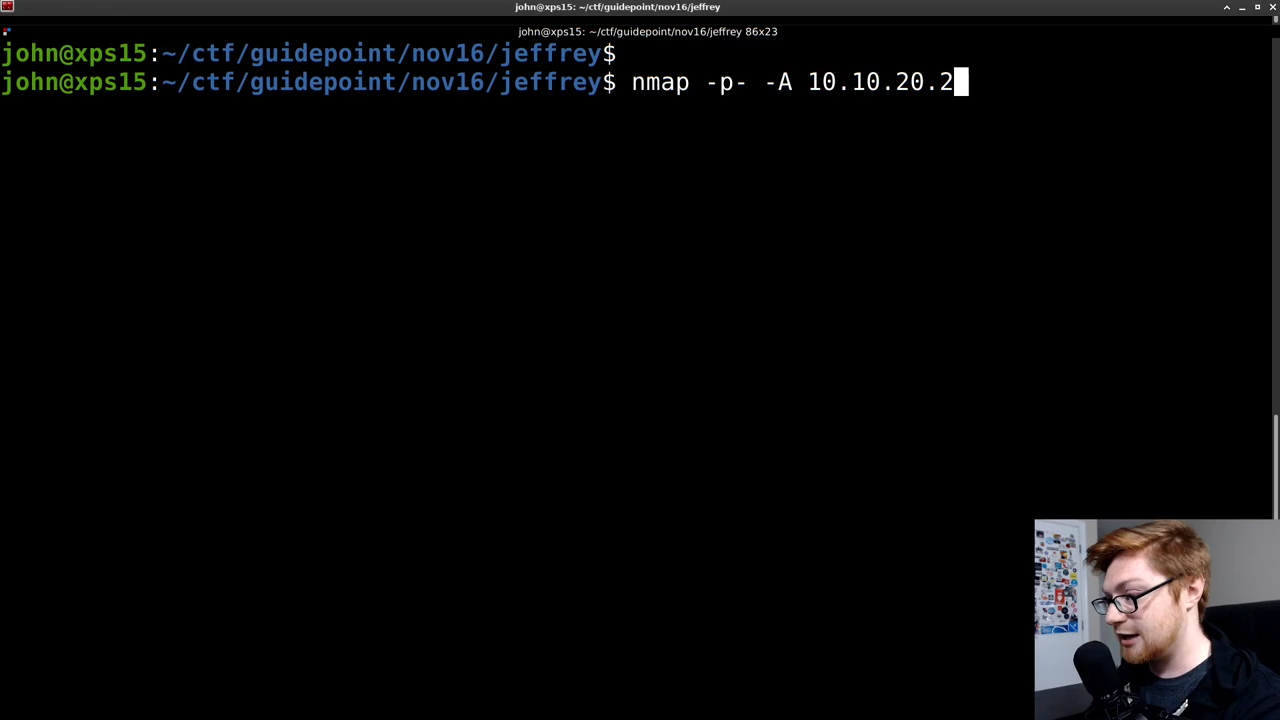 john@xps15: ~/ctf/guidepoint/nov16/jeffrey
john@xps15: ~/ctf/guidepoint/nov16/jeffrey 86x23
john@xps15:~/ctf/guidepoint/nov16/jeffrey$
john@xps15:~/ctf/guidepoint/nov16/jeffrey$ nmap -p- -A 10.10.20.2